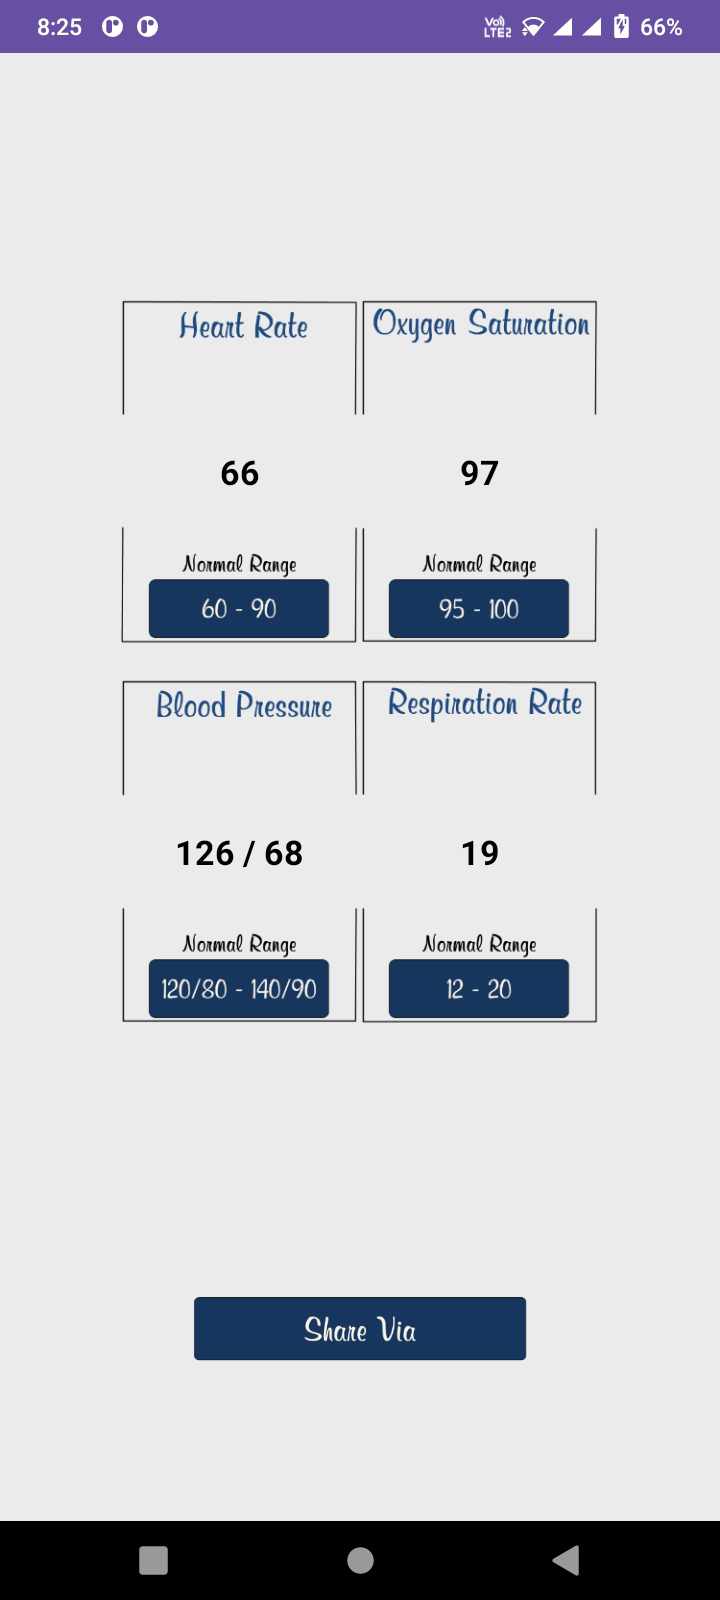 8:25
Vo)) LTE2
66%
Heart Rate
Oxygen Saturation
66
97
Normal Range
Normal Range
60 - 90
95 - 100
Blood Pressure
Respiration Rate
126 / 68
19
Normal Range
Normal Range
120/80 - 140/90
12 - 20
Share Via